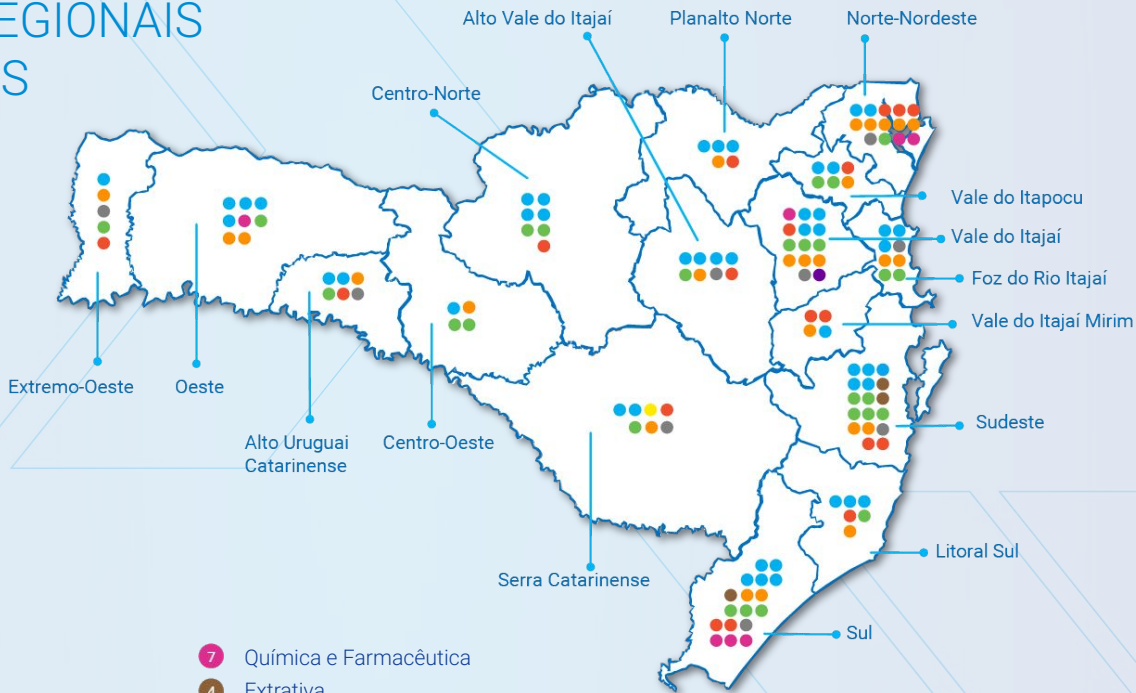 EGIONAIS
S
Alto Vale do Itajaí
Planalto Norte
Norte-Nordeste
Centro-Norte
Vale do Itapocu
Vale do Itajaí
Foz do Rio Itajaí
Vale do Itajaí Mirim
Extremo-Oeste
Oeste
Alto Uruguai
Catarinense
Centro-Oeste
Sudeste
Litoral Sul
Serra Catarinense
Sul
7 Química e Farmacêutica
4 Extrativa